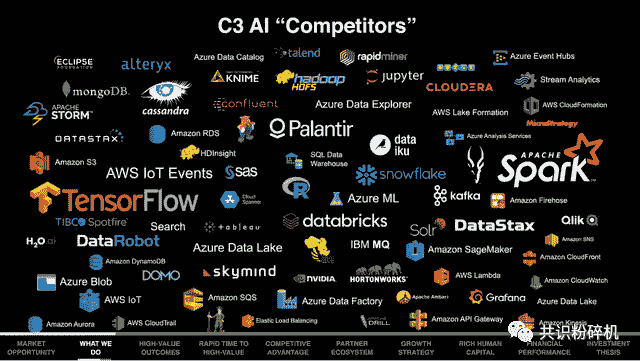 C3 AI “Competitors”
ECLIPSE
FOUNDATION
alteryx
Azure Data Catalog
talend
rapidminer
Azure Event Hubs
mongoDB.
cassandra
KNIME
hadoop
HDFS
jupyter
CLOUDERA
Stream Analytics
APACHE
STORM™
confluent
Azure Data Explorer
AWS Lake Formation
AWS CloudFormation
MicroStrategy
DATASTAX
Amazon RDS
Palantir
data
iku
Azure Analysis Services
APACHE
Spark
Amazon S3
HDInsight
AWS IoT Events
sas
SQL Data
Warehouse
snowflake
TensorFlow
Cloud
Spanner
R
Azure ML
kafka
Amazon Firehose
TIBCO Spotfire
Search
tableau
databricks
Solr
DataStax
Qlik
H2O.ai
DataRobot
Azure Data Lake
IBM MQ
Amazon SageMaker
Amazon SNS
Amazon CloudFront
Amazon DynamoDB
DOMO
skymind
NVIDIA
HORTONWORKS
AWS Lambda
Amazon CloudWatch
Azure Blob
AWS IoT
Amazon SQS
Azure Data Factory
Apache Ambari
Grafana
Azure Data Lake
Amazon Aurora
AWS CloudTrail
Elastic Load Balancing
DRILL
Amazon API Gateway
Amazon Kinesis
共识粉碎机
MARKET
OPPORTUNITY
WHAT WE
DO
HIGH-VALUE
OUTCOMES
RAPID TIME TO
HIGH-VALUE
COMPETITIVE
ADVANTAGE
PARTNER
ECOSYSTEM
GROWTH
STRATEGY
RICH HUMAN
CAPITAL
FINANCIAL
PERFORMANCE
INVESTMENT
THESIS